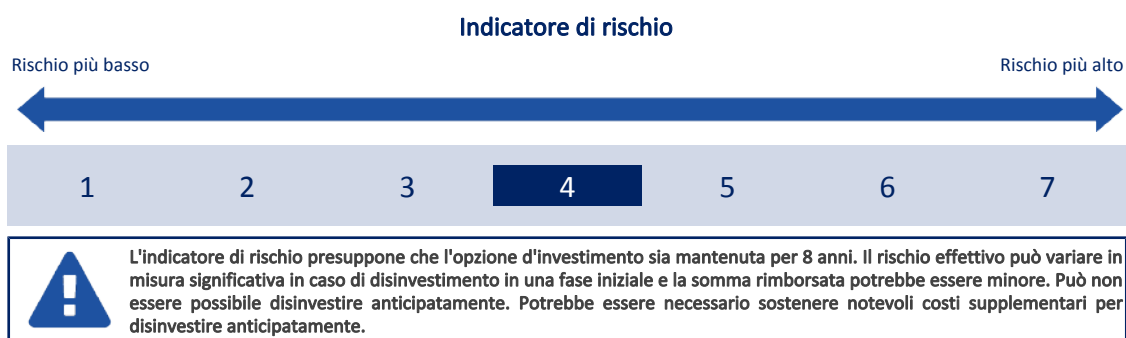 Indicatore di rischio
Rischio più basso
Rischio più alto
1 2 3 4 5 6 7
L'indicatore di rischio presuppone che l'opzione d'investimento sia mantenuta per 8 anni. Il rischio effettivo può variare in
misura significativa in caso di disinvestimento in una fase iniziale e la somma rimborsata potrebbe essere minore. Può non
essere possibile disinvestire anticipatamente. Potrebbe essere necessario sostenere notevoli costi supplementari per
disinvestire anticipatamente.